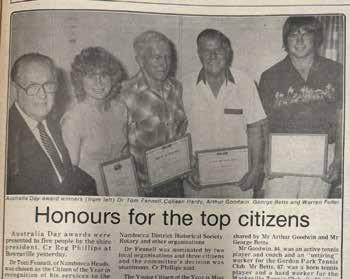 Australia Day award winners (from left) Dr Tom Fennell, Colleen Hardy, Arthur Goodwin, George Betts and Warren Fuller
Honours for the top citizens
Australia Day awards
were presented to five people by the shire
president, Cr Reg Phillips at
Bowraville yesterday.
Dr Tom Fennell, of Nambucca Heads,
was chosen as the Citizen of the Year in
recognition of his services to the
Nambucca District Historical Society
Rotary and other organisations
Dr Fennell was nominated by two
local organisations and three citizens
and the committee's decision was
unanimous, Cr Phillips said
The Young Citizen of the Year is Miss
shared by Mr Arthur Goodwin and Mr
George Betts.
Mr Goodwin, 86, was an active tennis
player and coach and an "untiring"
worker for the Gordon Park Tennis
Club. Mr Betts, 67, was a keen tennis
player and a hard worker for the